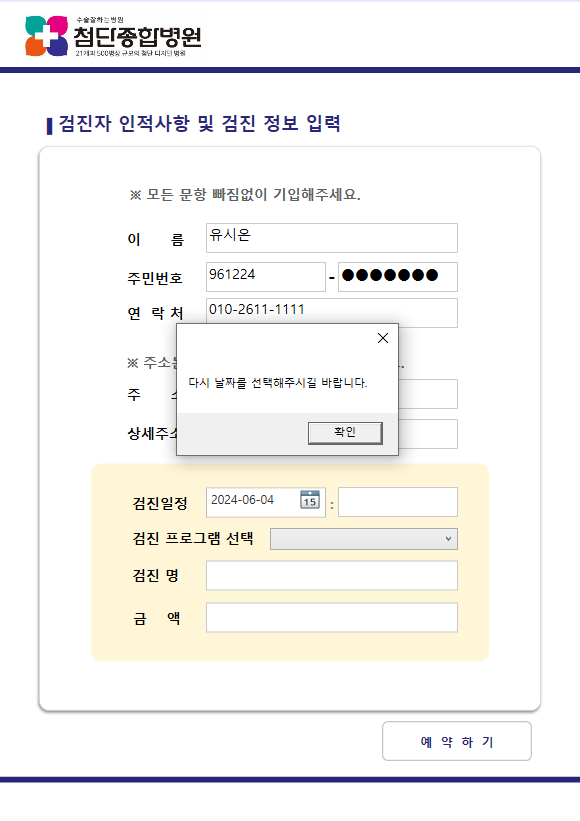 수술잘하는병원
첨단종합병원
21개과 500병상 규모의 첨단 디지털 병원
검진자 인적사항 및 검진 정보 입력
※ 모든 문항 빠짐없이 기입해주세요.
이 름 유시온
주민번호 961224 - ●●●●●●●
연 락 처 010-2611-1111
※ 주소는
다시 날짜를 선택해주시길 바랍니다.
주
상세주소
확인
검진일정 2024-06-04 15 :
검진 프로그램 선택
검진 명
금 액
예 약 하 기